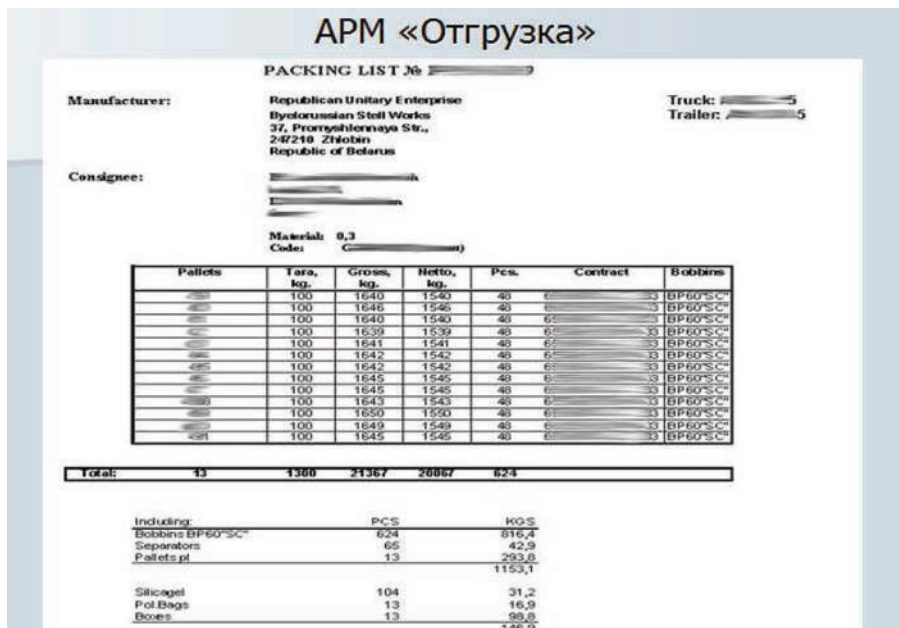 АРМ «Отгрузка»
PACKING LIST №
Manufacturer: Republican Unitary Enterprise Truck: 5
Byelorussian Stell Works Trailer: 5
37, Promyshlennaya Str.,
247210 Zhlobin
Republic of Belarus
Consignee:
Material: 0,3
Code:
Pallets Tara, kg. Gross, kg. Netto, kg. Pcs. Contract Bobbins
100 1640 1540 48 BP60"SC"
100 1646 1546 48 BP60"SC"
100 1640 1540 48 BP60"SC"
100 1639 1539 48 BP60"SC"
100 1641 1541 48 BP60"SC"
100 1642 1542 48 BP60"SC"
100 1642 1542 48 BP60"SC"
100 1645 1545 48 BP60"SC"
100 1645 1545 48 BP60"SC"
100 1643 1543 48 BP60"SC"
100 1650 1550 48 BP60"SC"
100 1649 1549 48 BP60"SC"
100 1645 1545 48 BP60"SC"
Total: 13 1300 21367 20067 624
Including: PCS KGS
Bobbins BP60"SC" 624 816,4
Separators 65 42,9
Pallets pl 13 293,8
1153,1
Silicagel 104 31,2
Pol.Bags 13 16,9
Boxes 13 98,8
146,9